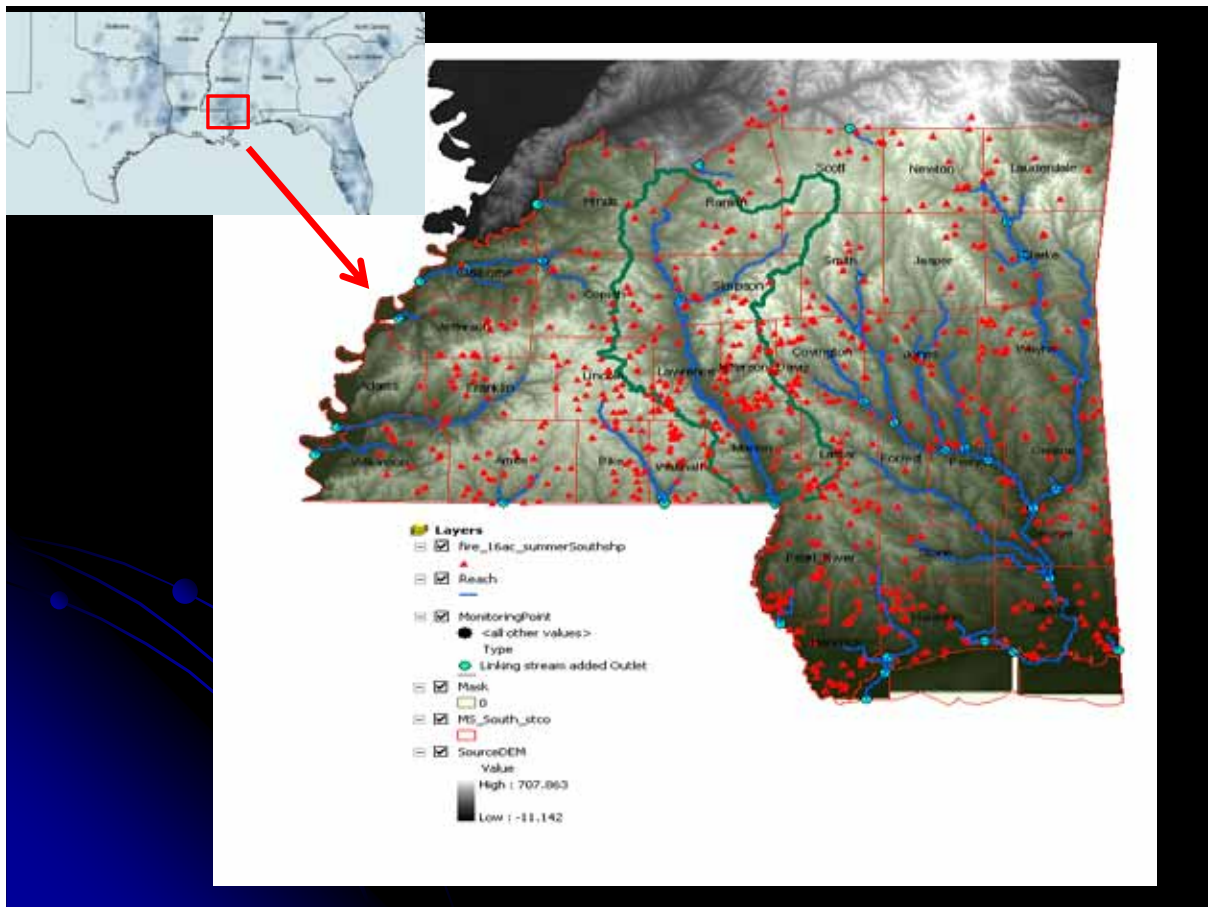 Texas
Georgia
Scott
Newton
Lauderdale
Hinds
Rankin
Claiborne
Smith
Jasper
Clarke
Copiah
Simpson
Jefferson
Covington
Jones
Wayne
Adams
Franklin
Lincoln
Lawrence
Jefferson Davis
Wilkinson
Amite
Pike
Walthall
Marion
Lamar
Forrest
Perry
Greene
Pearl River
Stone
George
Hancock
Layers
fire_16ac_summerSouthshp
Reach
MonitoringPoint
<all other values>
Type
Linking stream added Outlet
Mask
0
MS_South_stco
SourceDEM
Value
High : 707.863
Low : -11.142